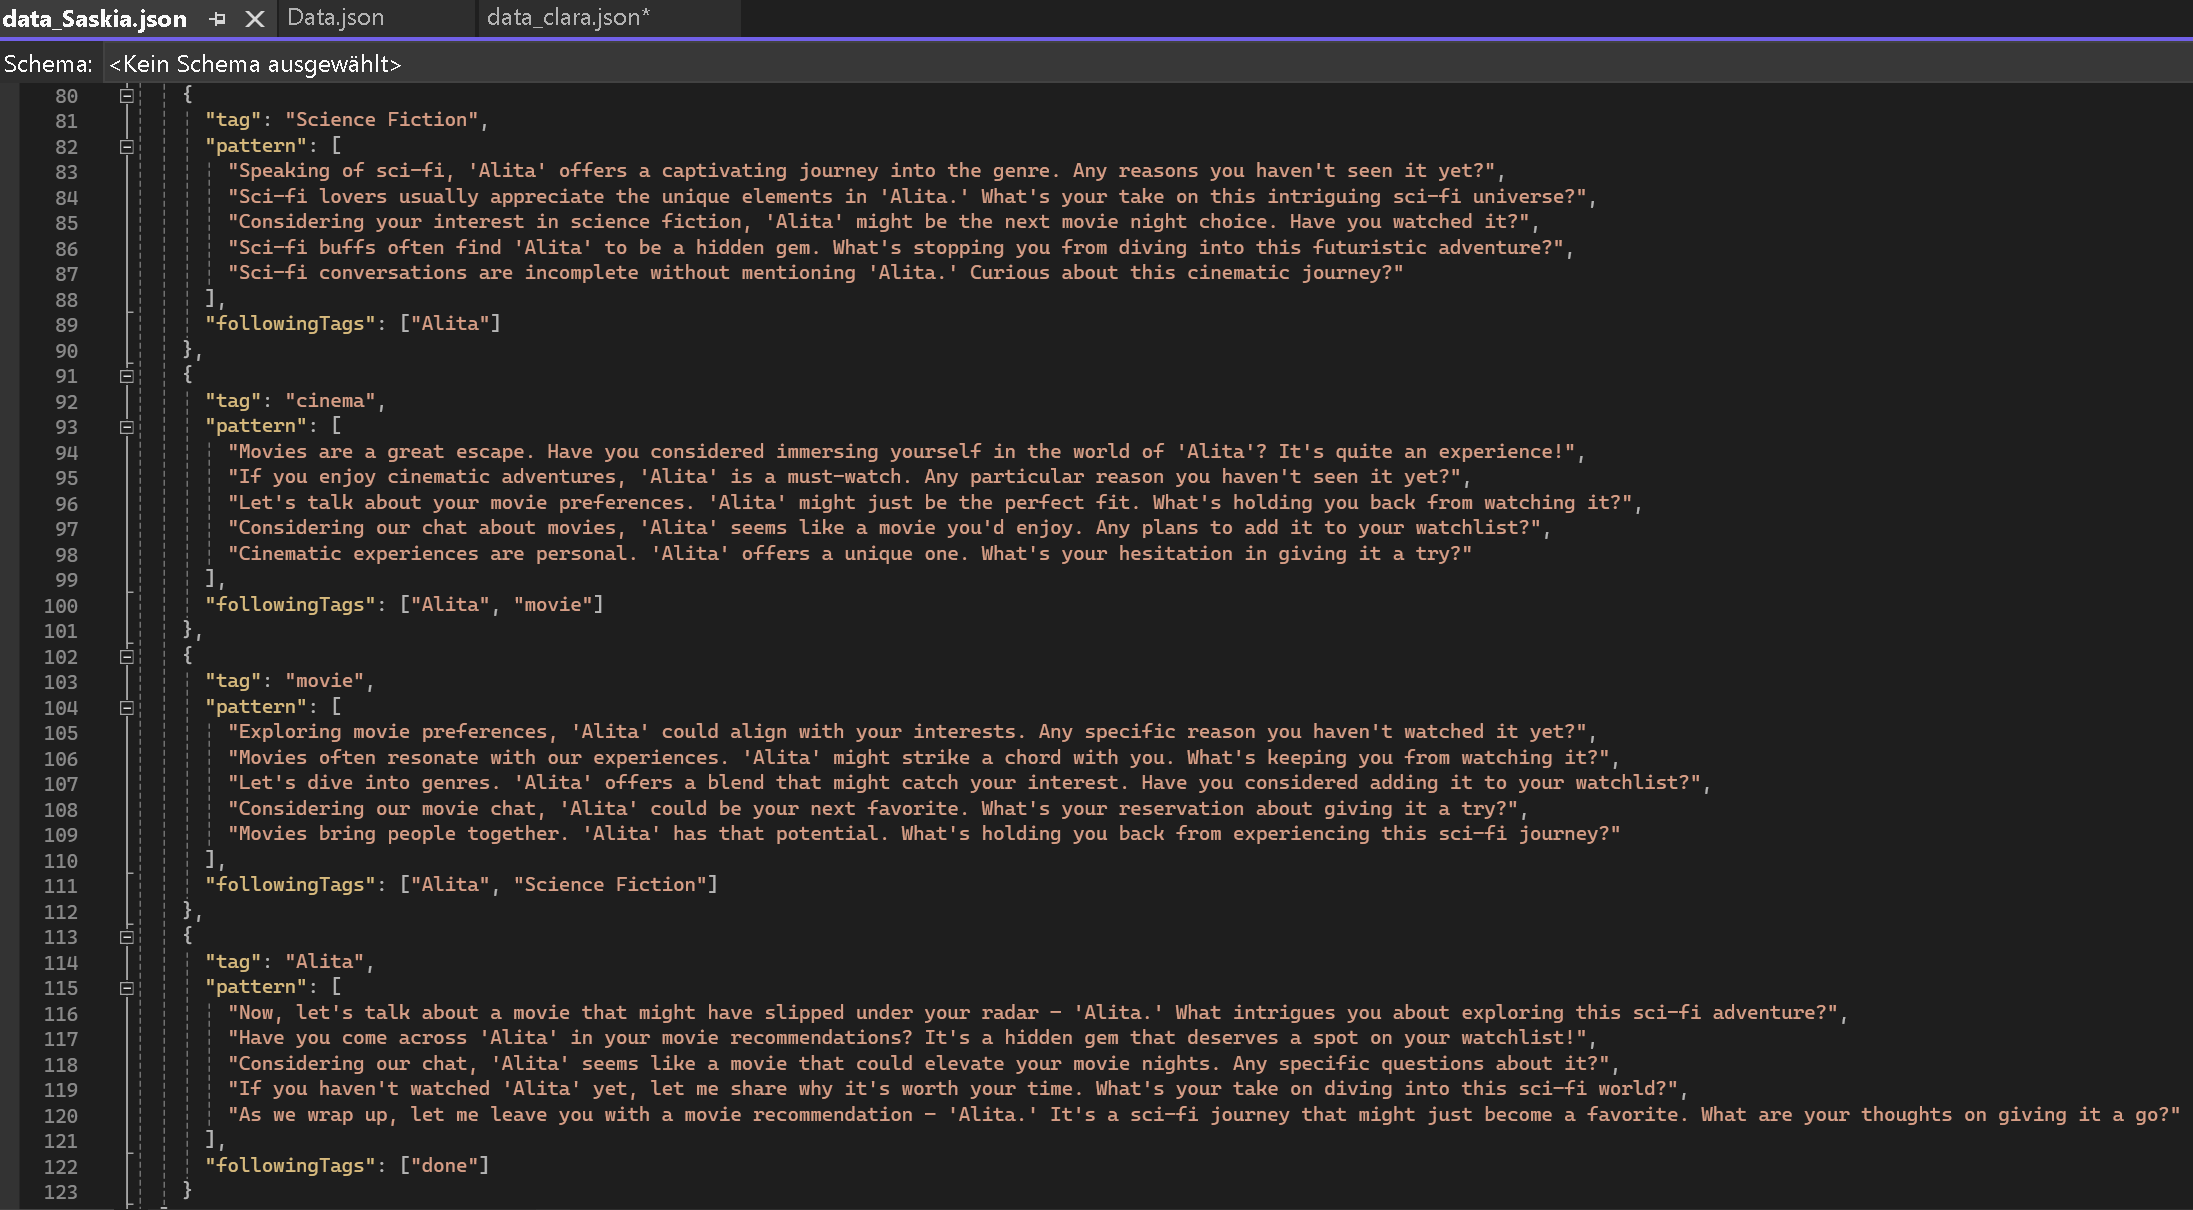 data_Saskia.json Data.json data_clara.json*
Schema: <Kein Schema ausgewählt>
80 {
81 "tag": "Science Fiction",
82 "pattern": [
83 "Speaking of sci-fi, 'Alita' offers a captivating journey into the genre. Any reasons you haven't seen it yet?",
84 "Sci-fi lovers usually appreciate the unique elements in 'Alita.' What's your take on this intriguing sci-fi universe?",
85 "Considering your interest in science fiction, 'Alita' might be the next movie night choice. Have you watched it?",
86 "Sci-fi buffs often find 'Alita' to be a hidden gem. What's stopping you from diving into this futuristic adventure?",
87 "Sci-fi conversations are incomplete without mentioning 'Alita.' Curious about this cinematic journey?"
88 ],
89 "followingTags": ["Alita"]
90 },
91 {
92 "tag": "cinema",
93 "pattern": [
94 "Movies are a great escape. Have you considered immersing yourself in the world of 'Alita'? It's quite an experience!",
95 "If you enjoy cinematic adventures, 'Alita' is a must-watch. Any particular reason you haven't seen it yet?",
96 "Let's talk about your movie preferences. 'Alita' might just be the perfect fit. What's holding you back from watching it?",
97 "Considering our chat about movies, 'Alita' seems like a movie you'd enjoy. Any plans to add it to your watchlist?",
98 "Cinematic experiences are personal. 'Alita' offers a unique one. What's your hesitation in giving it a try?"
99 ],
100 "followingTags": ["Alita", "movie"]
101 },
102 {
103 "tag": "movie",
104 "pattern": [
105 "Exploring movie preferences, 'Alita' could align with your interests. Any specific reason you haven't watched it yet?",
106 "Movies often resonate with our experiences. 'Alita' might strike a chord with you. What's keeping you from watching it?",
107 "Let's dive into genres. 'Alita' offers a blend that might catch your interest. Have you considered adding it to your watchlist?",
108 "Considering our movie chat, 'Alita' could be your next favorite. What's your reservation about giving it a try?",
109 "Movies bring people together. 'Alita' has that potential. What's holding you back from experiencing this sci-fi journey?"
110 ],
111 "followingTags": ["Alita", "Science Fiction"]
112 },
113 {
114 "tag": "Alita",
115 "pattern": [
116 "Now, let's talk about a movie that might have slipped under your radar – 'Alita.' What intrigues you about exploring this sci-fi adventure?",
117 "Have you come across 'Alita' in your movie recommendations? It's a hidden gem that deserves a spot on your watchlist!",
118 "Considering our chat, 'Alita' seems like a movie that could elevate your movie nights. Any specific questions about it?",
119 "If you haven't watched 'Alita' yet, let me share why it's worth your time. What's your take on diving into this sci-fi world?",
120 "As we wrap up, let me leave you with a movie recommendation – 'Alita.' It's a sci-fi journey that might just become a favorite. What are your thoughts on giving it a go?"
121 ],
122 "followingTags": ["done"]
123 }